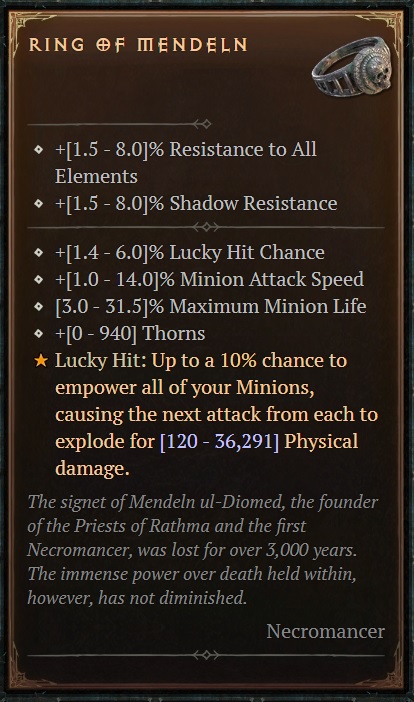 RING OF MENDELN
+[1.5 - 8.0]% Resistance to All
Elements
+[1.5 - 8.0]% Shadow Resistance
+[1.4 - 6.0]% Lucky Hit Chance
+[1.0 - 14.0]% Minion Attack Speed
[3.0 - 31.5]% Maximum Minion Life
+[0 - 940] Thorns
Lucky Hit: Up to a 10% chance to
empower all of your Minions,
causing the next attack from each to
explode for [120 - 36,291] Physical
damage.
The signet of Mendeln ul-Diomed, the founder
of the Priests of Rathma and the first
Necromancer, was lost for over 3,000 years.
The immense power over death held within,
however, has not diminished.
Necromancer